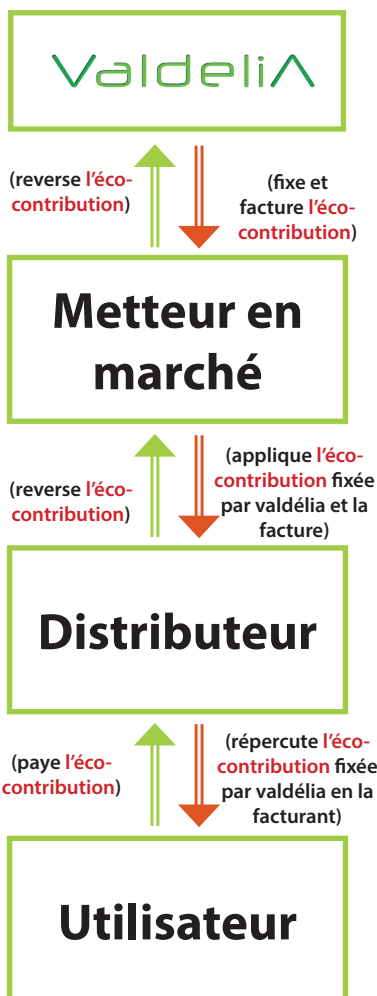 ValdeliA
(reverse l'éco-
contribution)
(fixe et
facture l'éco-
contribution)
Metteur en
marché
(reverse l'éco-
contribution)
(applique l'éco-
contribution fixée
par valdélia et la
facture)
Distributeur
(paye l'éco-
contribution)
(répercute l'éco-
contribution fixée
par valdélia en la
facturant)
Utilisateur